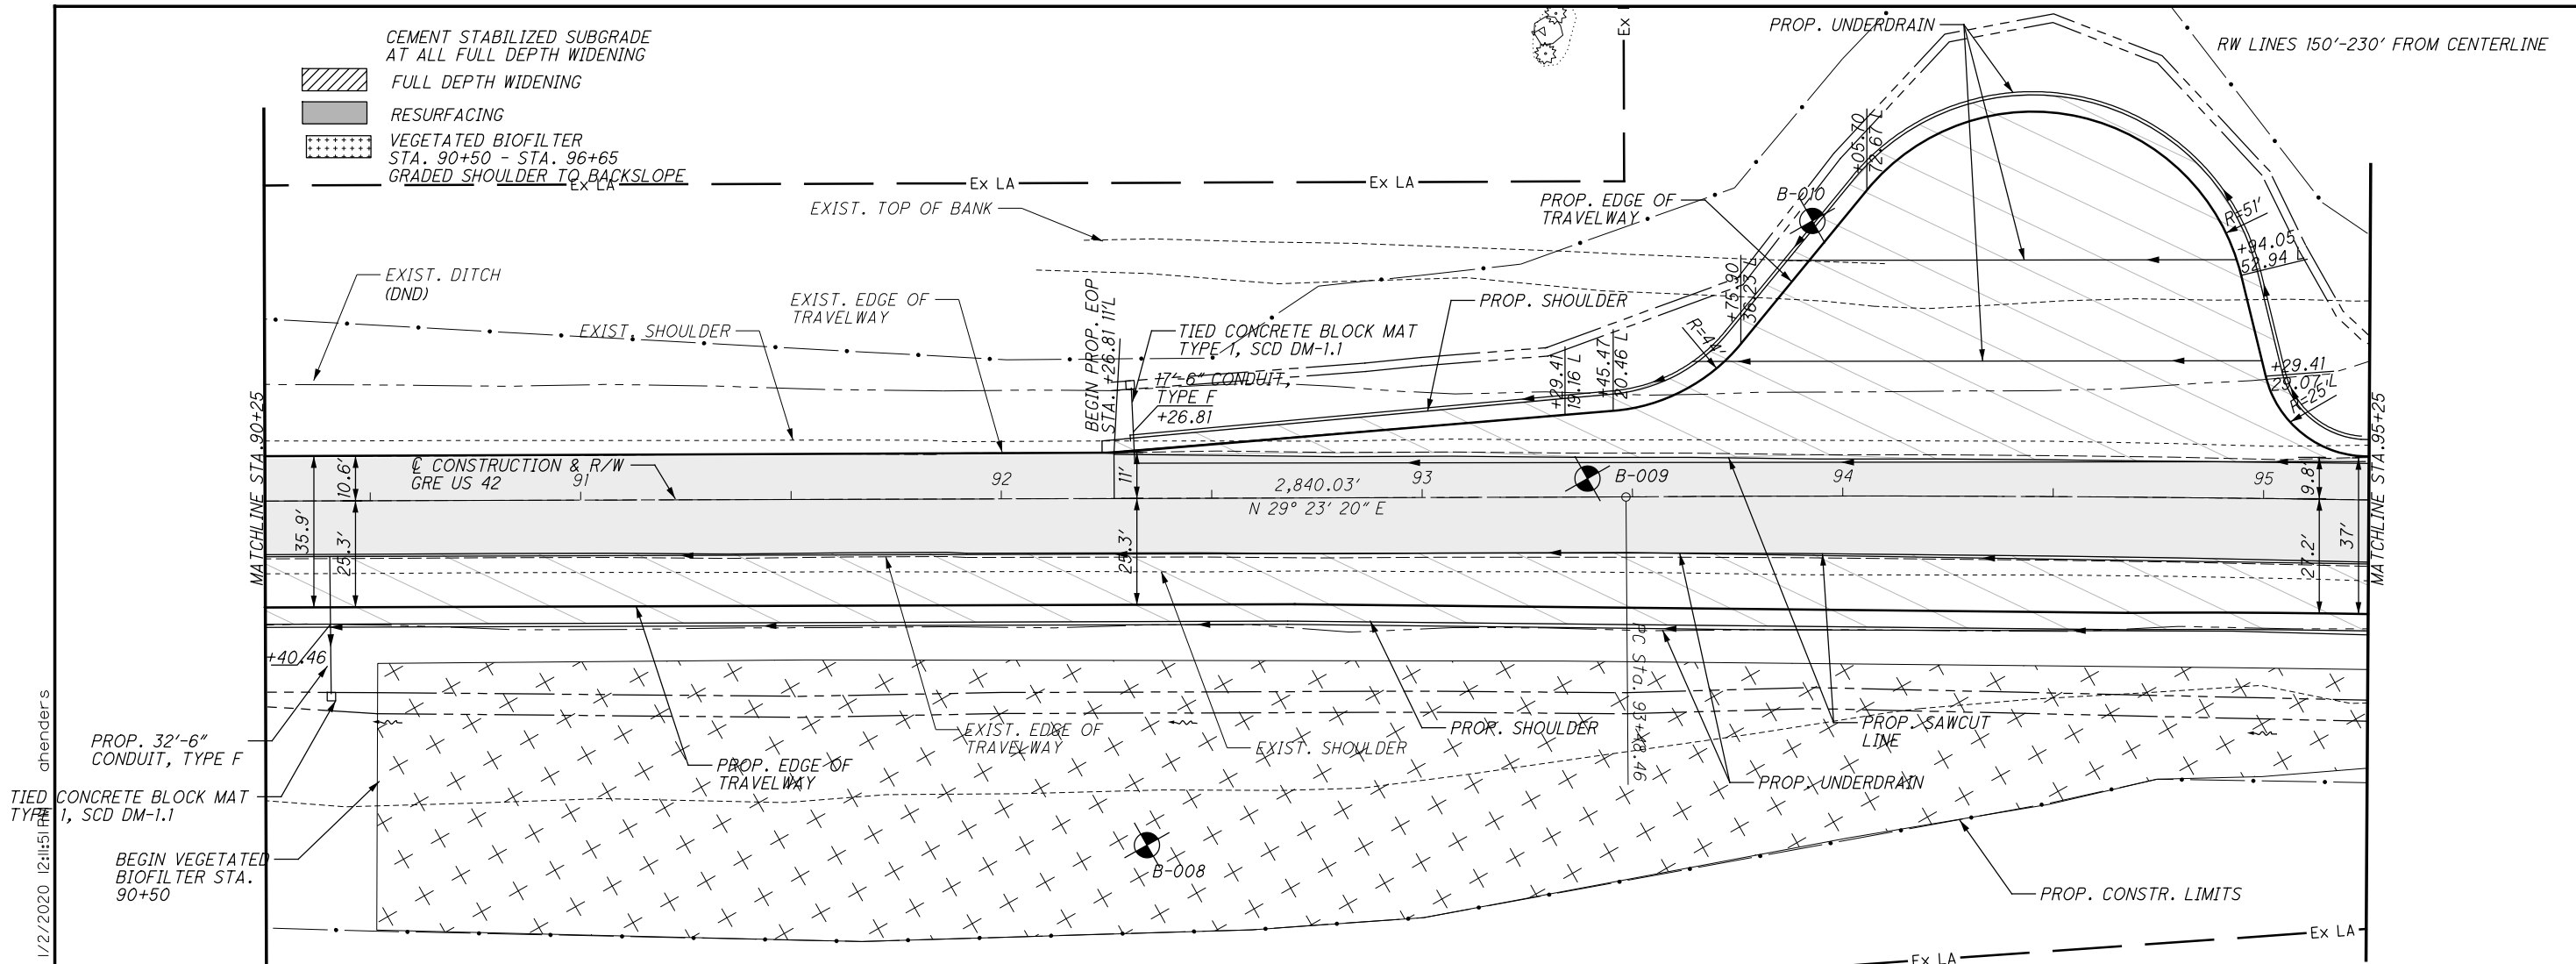 CEMENT STABILIZED SUBGRADE
AT ALL FULL DEPTH WIDENING
FULL DEPTH WIDENING
RESURFACING
VEGETATED BIOFILTER
STA. 90+50 - STA. 96+65
GRADED SHOULDER TO BACKSLOPE
Ex LA
Ex LA
Ex LA
Ex
PROP. UNDERDRAIN
RW LINES 150'-230' FROM CENTERLINE
EXIST. TOP OF BANK
PROP. EDGE OF
TRAVELWAY
B-010
+05.70
72.67 L
R=51'
+94.05
52.94 L
EXIST. DITCH
(DND)
EXIST. EDGE OF
TRAVELWAY
EXIST. SHOULDER
BEGIN PROP. EOP
STA. +26.81 11'L
TIED CONCRETE BLOCK MAT
TYPE 1, SCD DM-1.1
17'-6" CONDUIT,
TYPE F
+26.81
PROP. SHOULDER
+75.90
36.23 L
R=44'
+29.41
19.16 L
+45.47
20.46 L
+29.41
29.07 L
R=25'
MATCHLINE STA.90+25
MATCHLINE STA.95+25
10.6'
35.9'
25.3'
℄ CONSTRUCTION & R/W
GRE US 42
91
92
93
94
95
11'
25.3'
2,840.03'
N 29° 23' 20" E
B-009
9.8'
27.2'
37'
+40.46
PROP. 32'-6"
CONDUIT, TYPE F
TIED CONCRETE BLOCK MAT
TYPE 1, SCD DM-1.1
BEGIN VEGETATED
BIOFILTER STA.
90+50
PROP. EDGE OF
TRAVELWAY
EXIST. EDGE OF
TRAVELWAY
EXIST. SHOULDER
PROP. SHOULDER
PC Sta. 93+48.46
PROP. SAWCUT
LINE
PROP. UNDERDRAIN
B-008
PROP. CONSTR. LIMITS
Ex LA
Ex LA
1/2/2020 12:11:51 PM ahenders